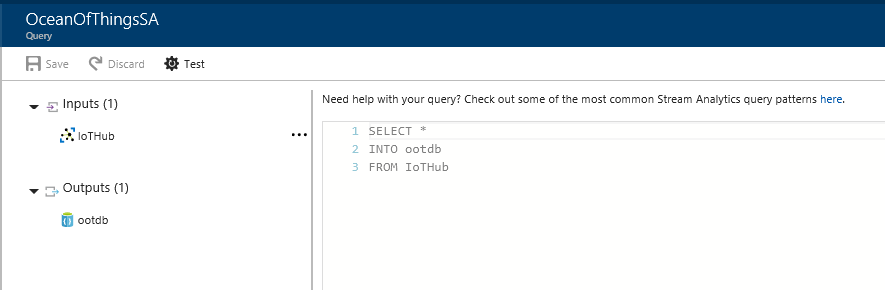 OceanOfThingsSA
Query
Save Discard Test
Inputs (1)
IoTHub
Outputs (1)
ootdb
Need help with your query? Check out some of the most common Stream Analytics query patterns here.
1 SELECT *
2 INTO ootdb
3 FROM IoTHub